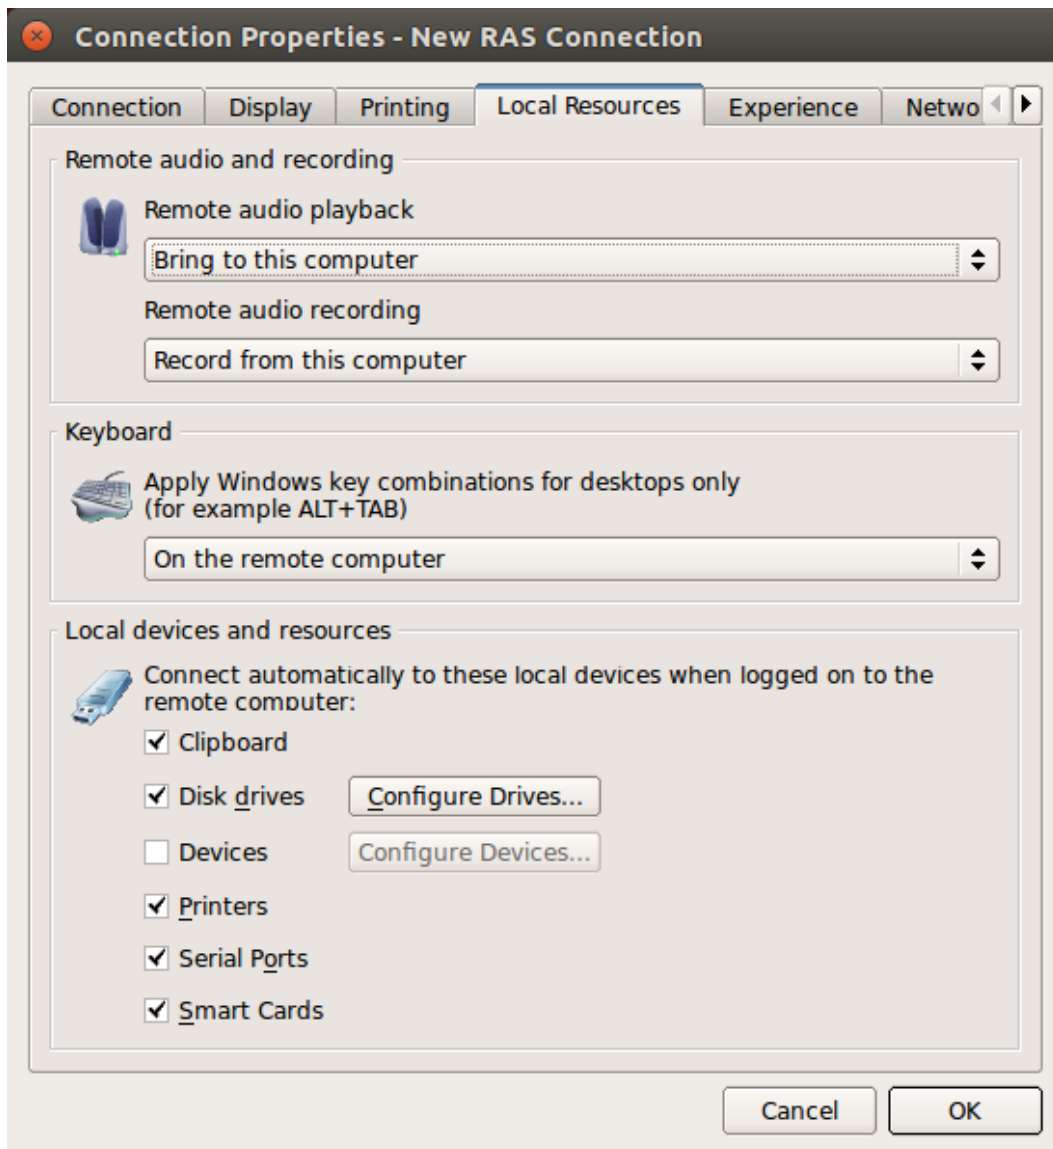 Connection Properties - New RAS Connection
Connection Display Printing Local Resources Experience Netwo
Remote audio and recording
Remote audio playback
Bring to this computer
Remote audio recording
Record from this computer
Keyboard
Apply Windows key combinations for desktops only
(for example ALT+TAB)
On the remote computer
Local devices and resources
Connect automatically to these local devices when logged on to the
remote computer:
Clipboard
Disk drives Configure Drives...
Devices Configure Devices...
Printers
Serial Ports
Smart Cards
Cancel OK